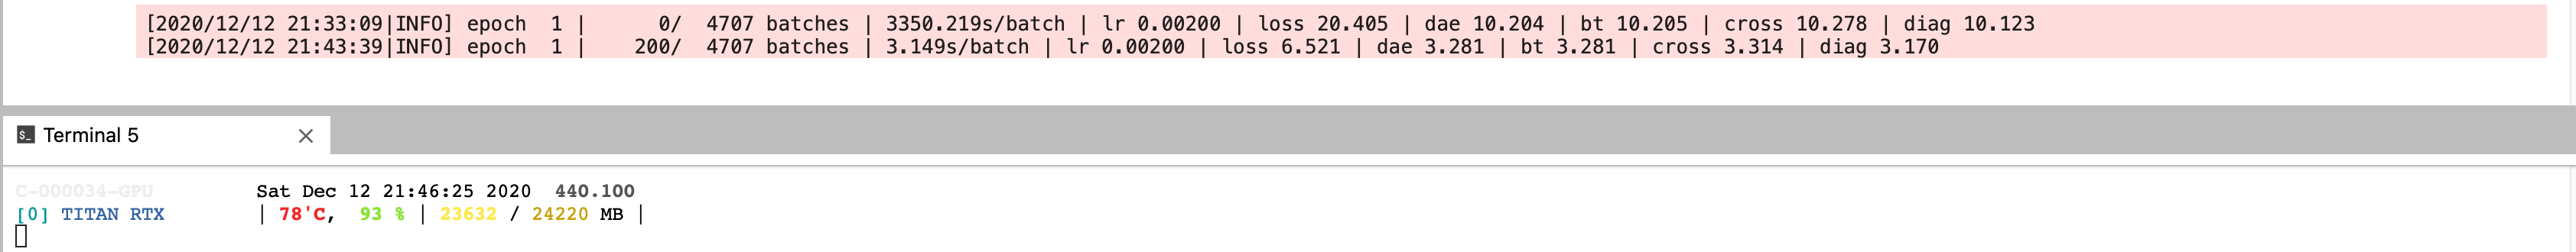 [2020/12/12 21:33:09|INFO] epoch  1 |     0/  4707 batches | 3350.219s/batch | lr 0.00200 | loss 20.405 | dae 10.204 | bt 10.205 | cross 10.278 | diag 10.123
[2020/12/12 21:43:39|INFO] epoch  1 |   200/  4707 batches | 3.149s/batch | lr 0.00200 | loss 6.521 | dae 3.281 | bt 3.281 | cross 3.314 | diag 3.170
$_ Terminal 5 ×
C-000034-GPU Sat Dec 12 21:46:25 2020  440.100
[0] TITAN RTX | 78'C,  93 % | 23632 / 24220 MB |